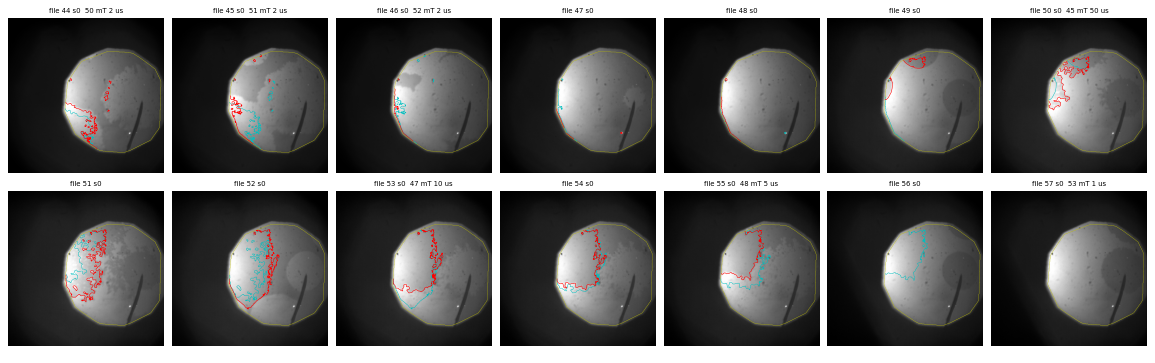 file 44 s0  50 mT 2 us
file 45 s0  51 mT 2 us
file 46 s0  52 mT 2 us
file 47 s0
file 48 s0
file 49 s0
file 50 s0  45 mT 50 us
file 51 s0
file 52 s0
file 53 s0  47 mT 10 us
file 54 s0
file 55 s0  48 mT 5 us
file 56 s0
file 57 s0  53 mT 1 us